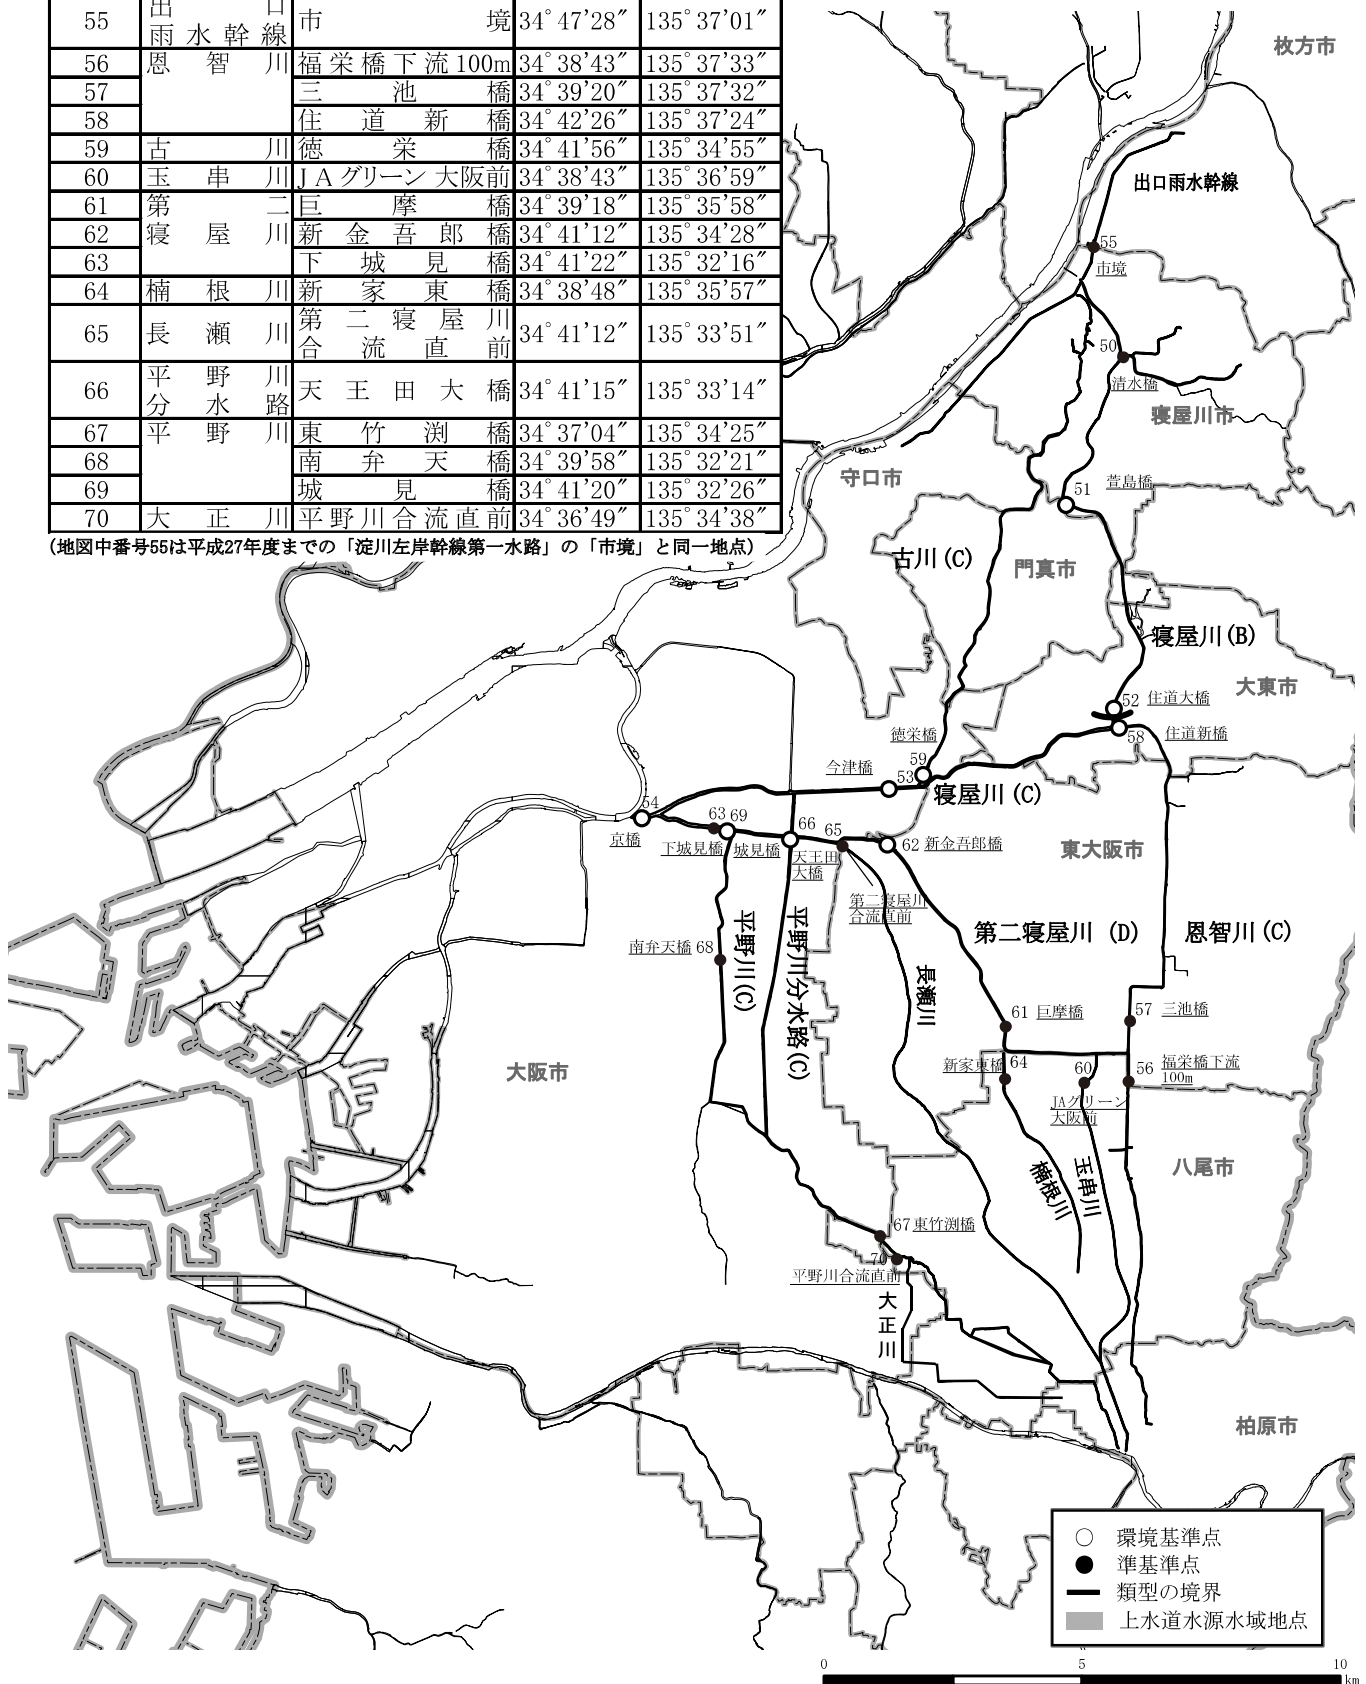 55 出口 市境 34°47'28" 135°37'01"
雨水幹線
56 恩智川 福栄橋下流100m 34°38'43" 135°37'33"
57 三池橋 34°39'20" 135°37'32"
58 住道新橋 34°42'26" 135°37'24"
59 古川 徳栄橋 34°41'56" 135°34'55"
60 玉串川 JAグリーン大阪前 34°38'43" 135°36'59"
61 第二 巨摩橋 34°39'18" 135°35'58"
62 寝屋川 新金吾郎橋 34°41'12" 135°34'28"
63 下城見橋 34°41'22" 135°32'16"
64 楠根川 新家東橋 34°38'48" 135°35'57"
65 長瀬川 第二寝屋川 34°41'12" 135°33'51"
合流直前
66 平野川 天王田大橋 34°41'15" 135°33'14"
分水路
67 平野川 東竹渕橋 34°37'04" 135°34'25"
68 南弁天橋 34°39'58" 135°32'21"
69 城見橋 34°41'20" 135°32'26"
70 大正川 平野川合流直前 34°36'49" 135°34'38"
(地図中番号55は平成27年度までの「淀川左岸幹線第一水路」の「市境」と同一地点)
枚方市
出口雨水幹線
55
市境
50
清水橋
寝屋川市
守口市
51
萱島橋
古川(C)
門真市
寝屋川(B)
大東市
52 住道大橋
58 住道新橋
徳栄橋
59
今津橋
53
寝屋川(C)
54
京橋
63 69
下城見橋 城見橋
66
天王田
大橋
65
62 新金吾郎橋
東大阪市
第二寝屋川
合流直前
第二寝屋川 (D)
恩智川(C)
南弁天橋 68
平野川(C)
平野川分水路(C)
長瀬川
61 巨摩橋
57 三池橋
新家東橋 64
60
56 福栄橋下流
100m
JAグリーン
大阪前
大阪市
楠根川
玉串川
八尾市
67 東竹渕橋
70
平野川合流直前
大正川
柏原市
○ 環境基準点
● 準基準点
類型の境界
上水道水源水域地点
0 5 10
km